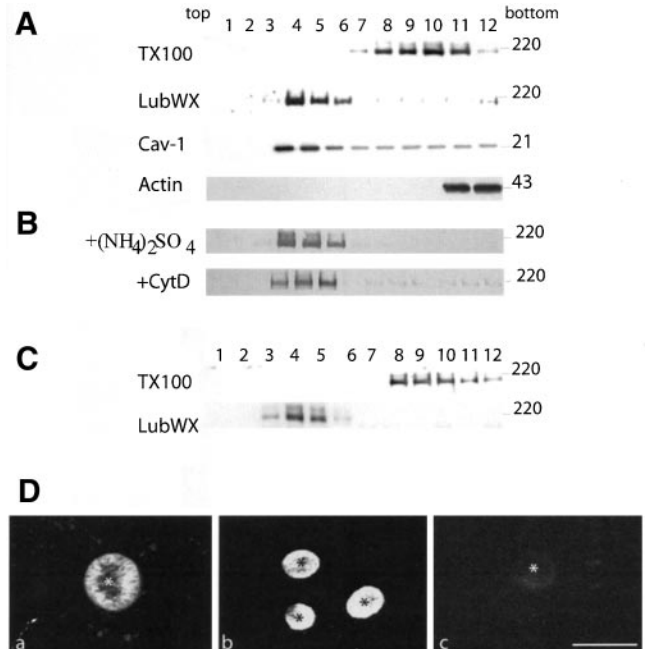 A top 1 2 3 4 5 6 7 8 9 10 11 12 bottom
TX100 220
LubWX 220
Cav-1 21
Actin 43
B
+(NH4)2SO4 220
+CytD 220
C 1 2 3 4 5 6 7 8 9 10 11 12
TX100 220
LubWX 220
D
* * * * *
a b c